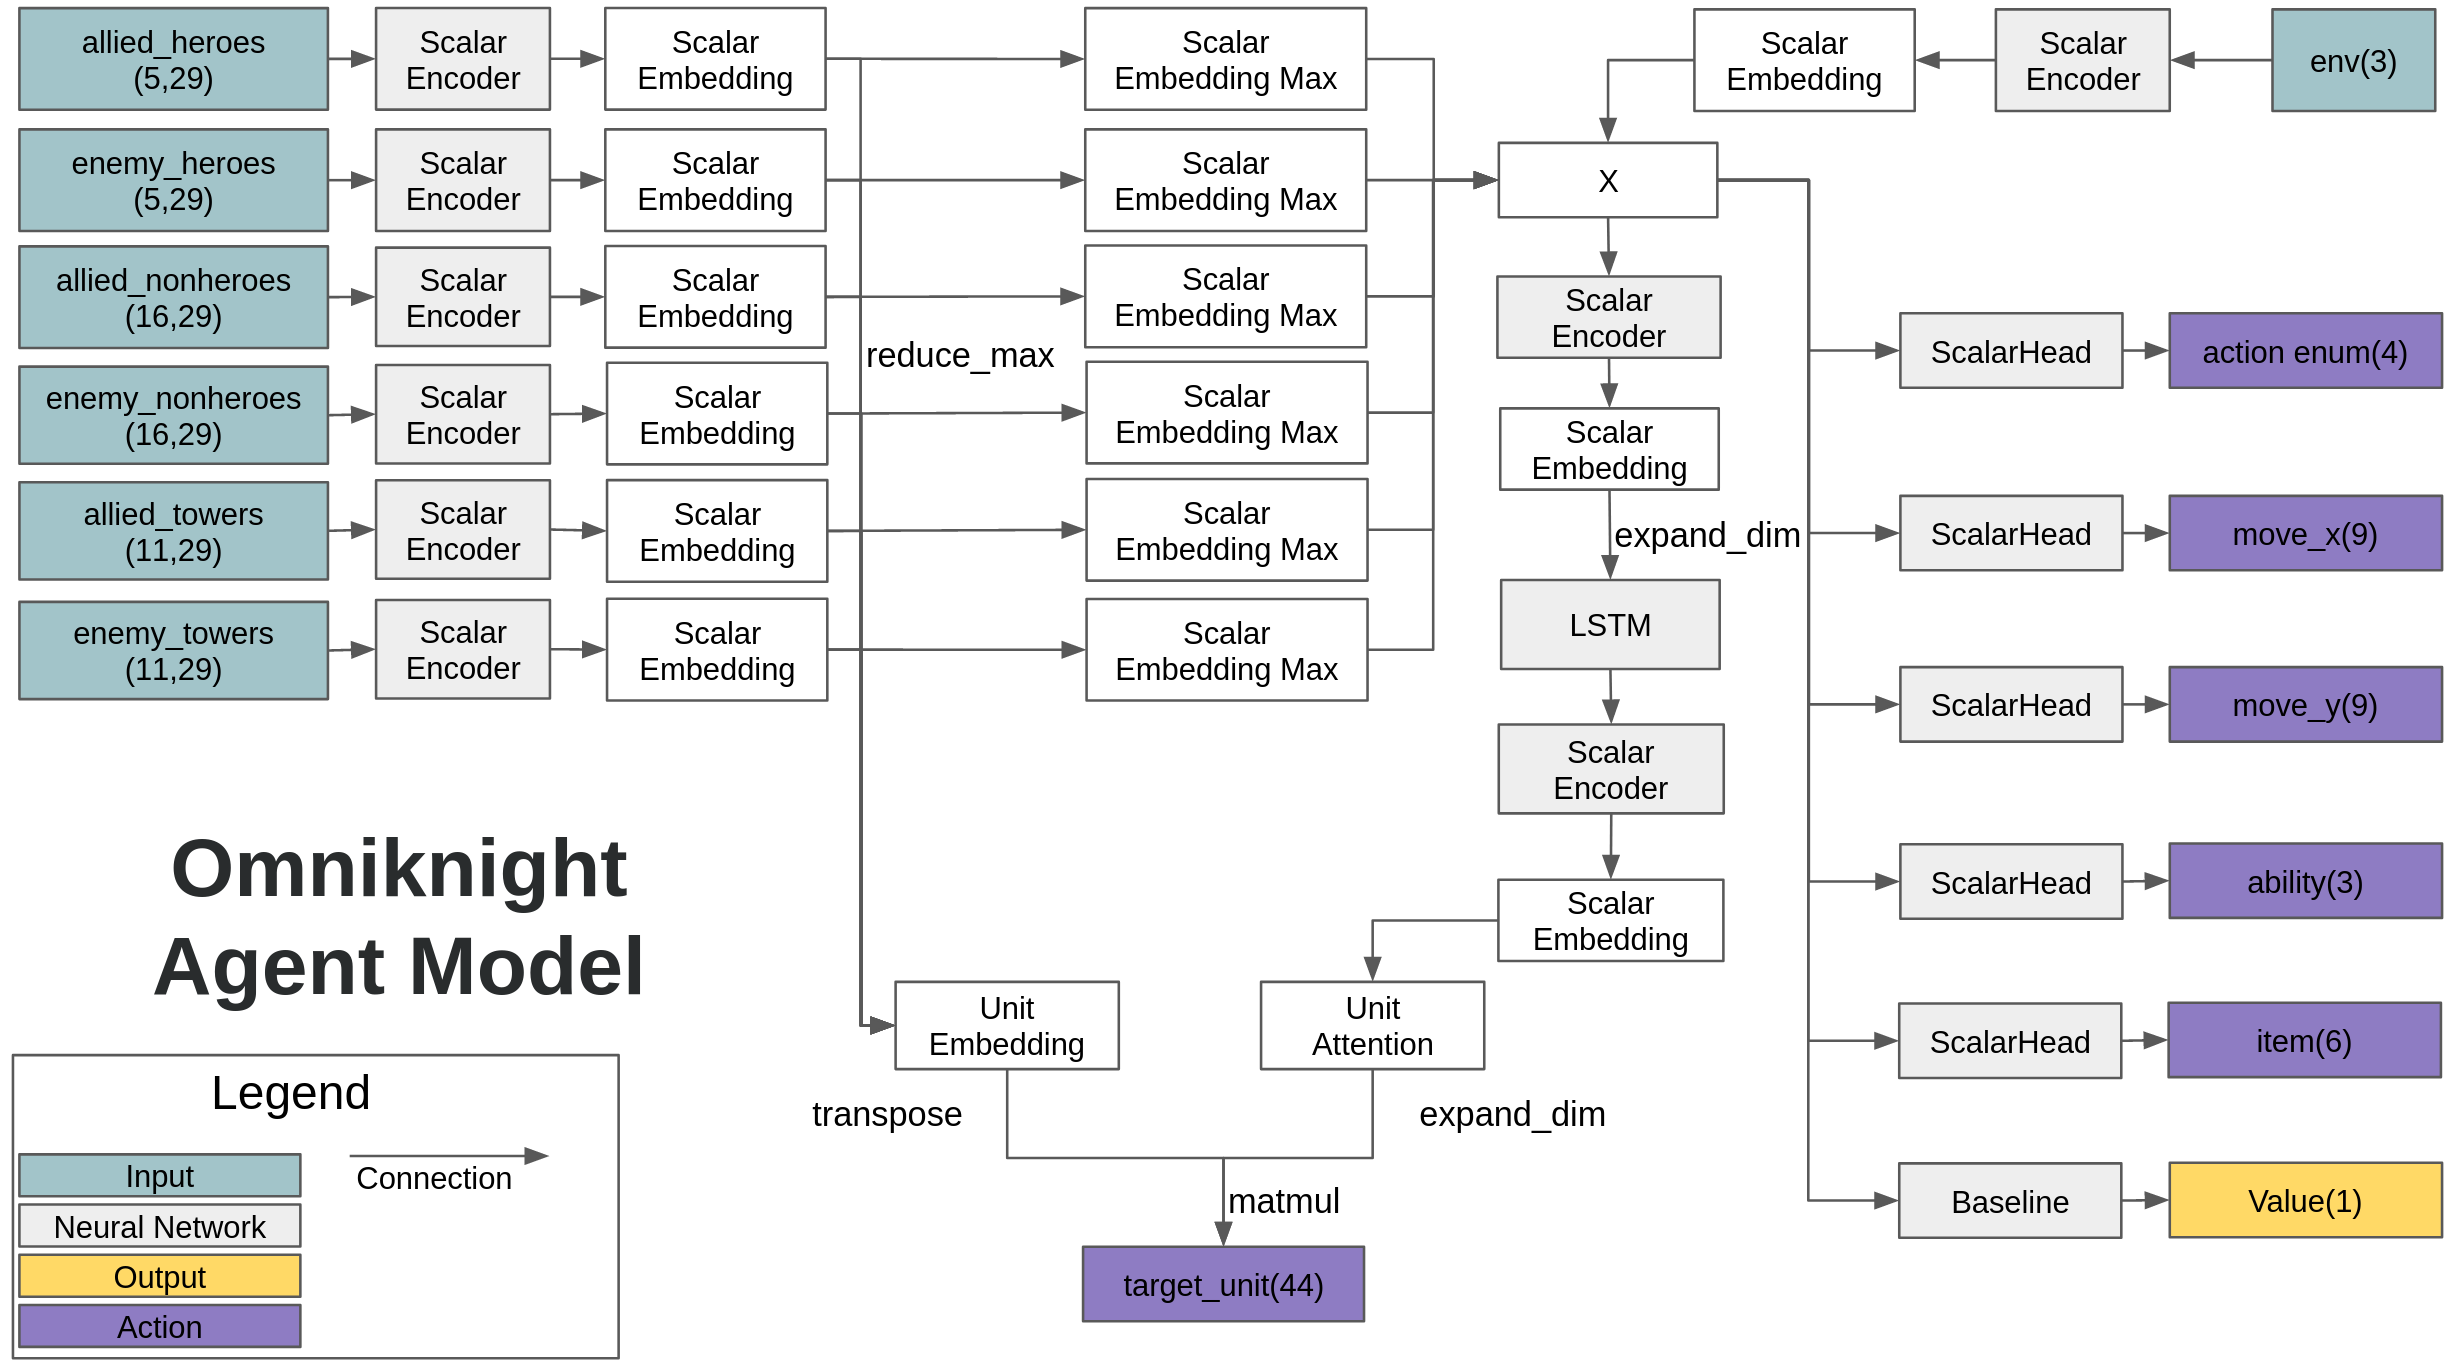 allied_heroes
(5,29)
Scalar
Encoder
Scalar
Embedding
Scalar
Embedding Max
Scalar
Embedding
Scalar
Encoder
env(3)
enemy_heroes
(5,29)
Scalar
Encoder
Scalar
Embedding
Scalar
Embedding Max
X
allied_nonheroes
(16,29)
Scalar
Encoder
Scalar
Embedding
Scalar
Embedding Max
Scalar
Encoder
reduce_max
ScalarHead
action enum(4)
enemy_nonheroes
(16,29)
Scalar
Encoder
Scalar
Embedding
Scalar
Embedding Max
Scalar
Embedding
allied_towers
(11,29)
Scalar
Encoder
Scalar
Embedding
Scalar
Embedding Max
expand_dim
ScalarHead
move_x(9)
enemy_towers
(11,29)
Scalar
Encoder
Scalar
Embedding
Scalar
Embedding Max
LSTM
ScalarHead
move_y(9)
Scalar
Encoder
Omniknight
Agent Model
Scalar
Embedding
ScalarHead
ability(3)
Unit
Embedding
Unit
Attention
ScalarHead
item(6)
transpose
expand_dim
matmul
Baseline
Value(1)
target_unit(44)
Legend
Input
Neural Network
Output
Action
Connection